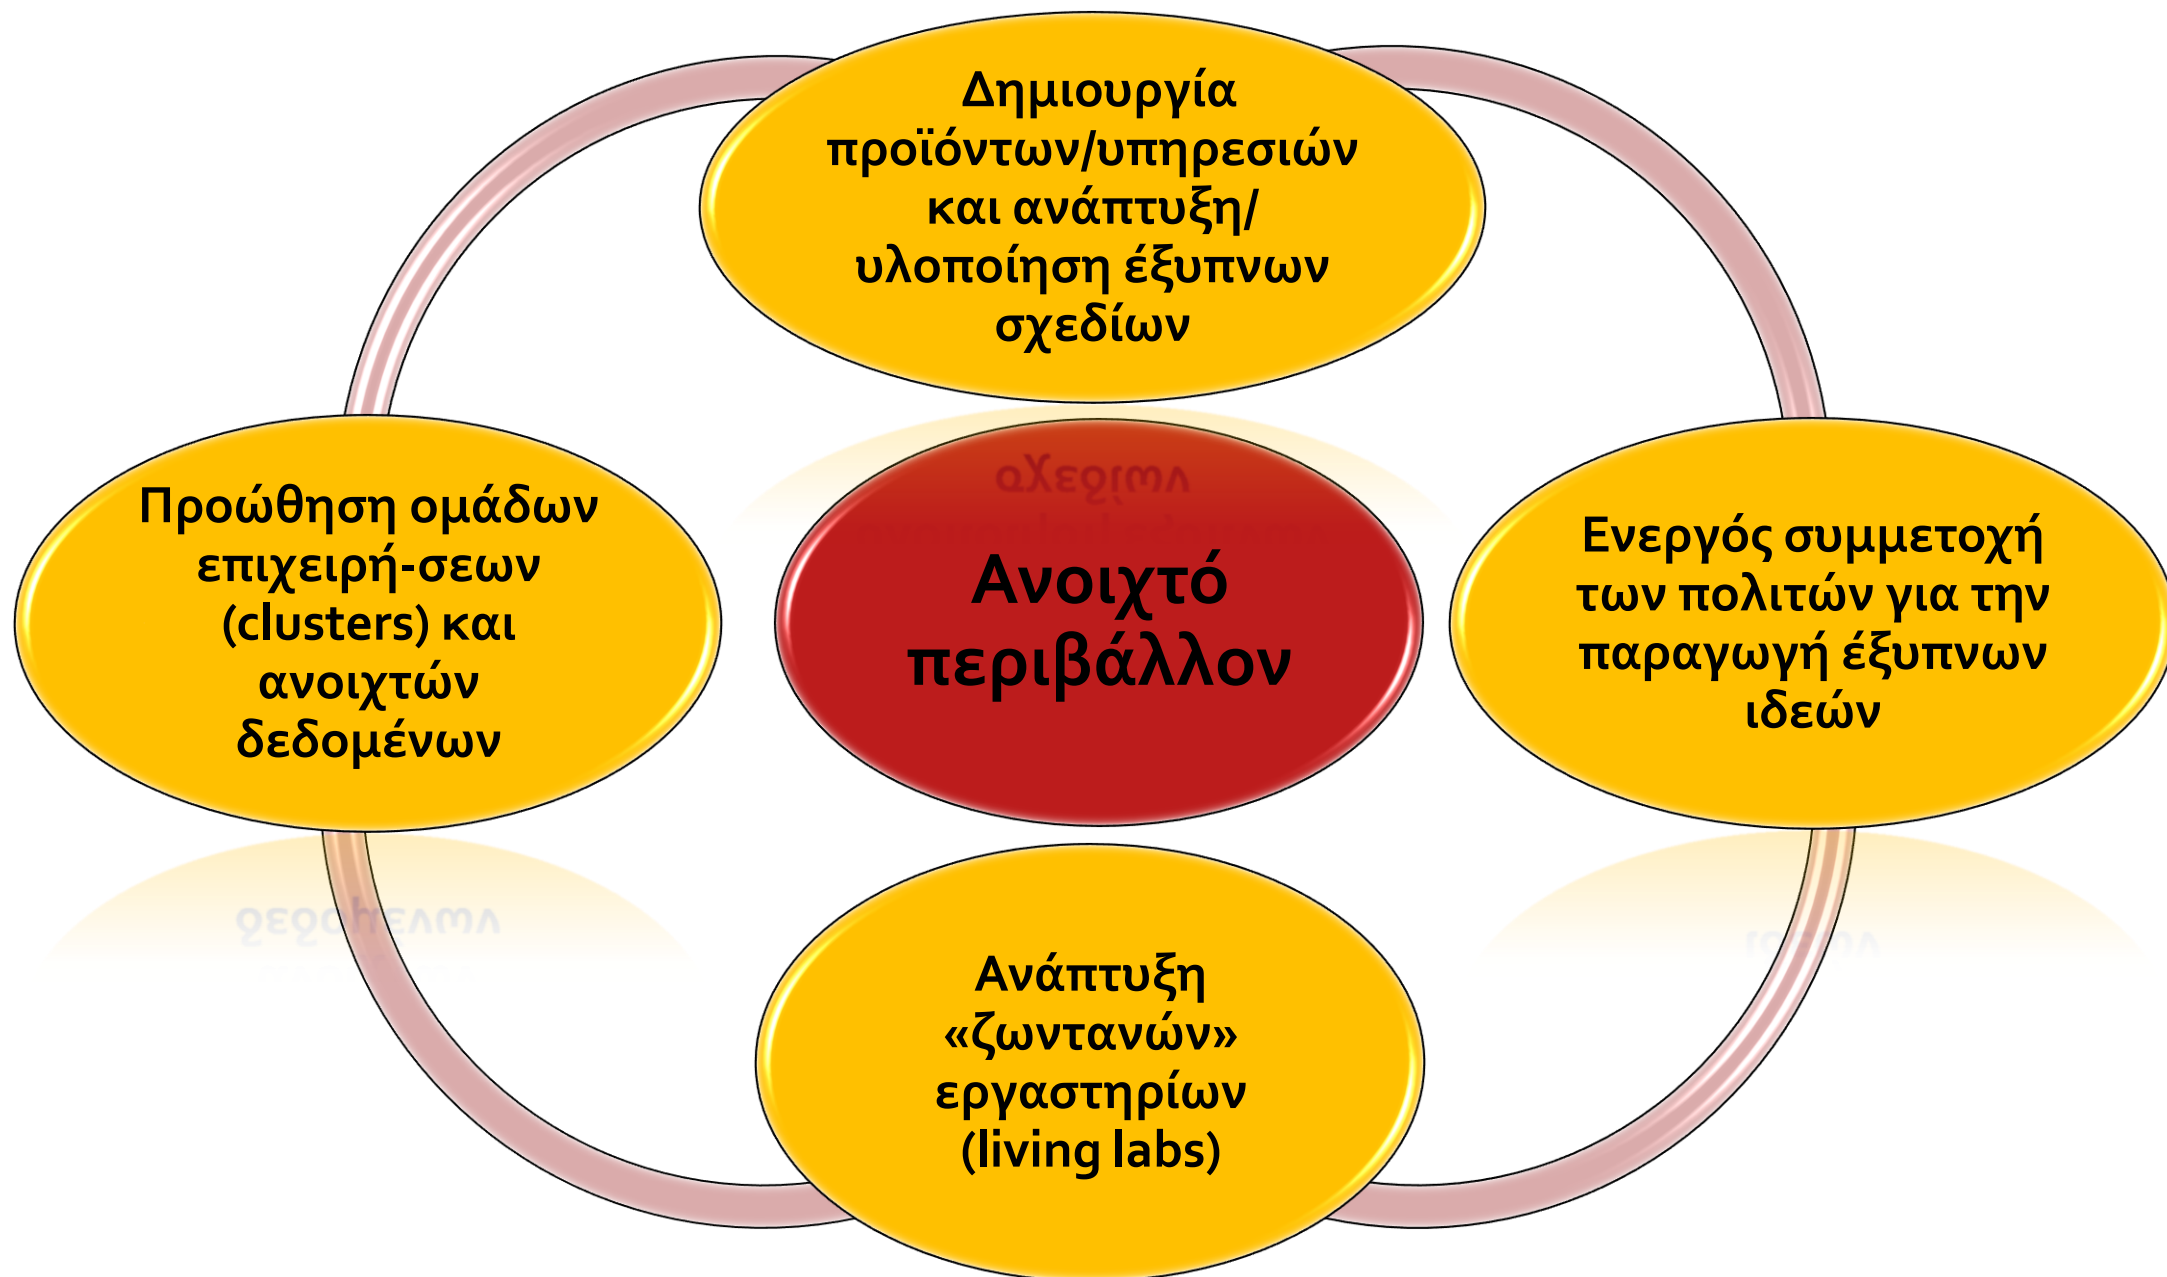 Δημιουργία
προϊόντων/υπηρεσιών
και ανάπτυξη/
υλοποίηση έξυπνων
σχεδίων
Προώθηση ομάδων
επιχειρή-σεων
(clusters) και
ανοιχτών
δεδομένων
Ανοιχτό
περιβάλλον
Ενεργός συμμετοχή
των πολιτών για την
παραγωγή έξυπνων
ιδεών
Ανάπτυξη
«ζωντανών»
εργαστηρίων
(living labs)